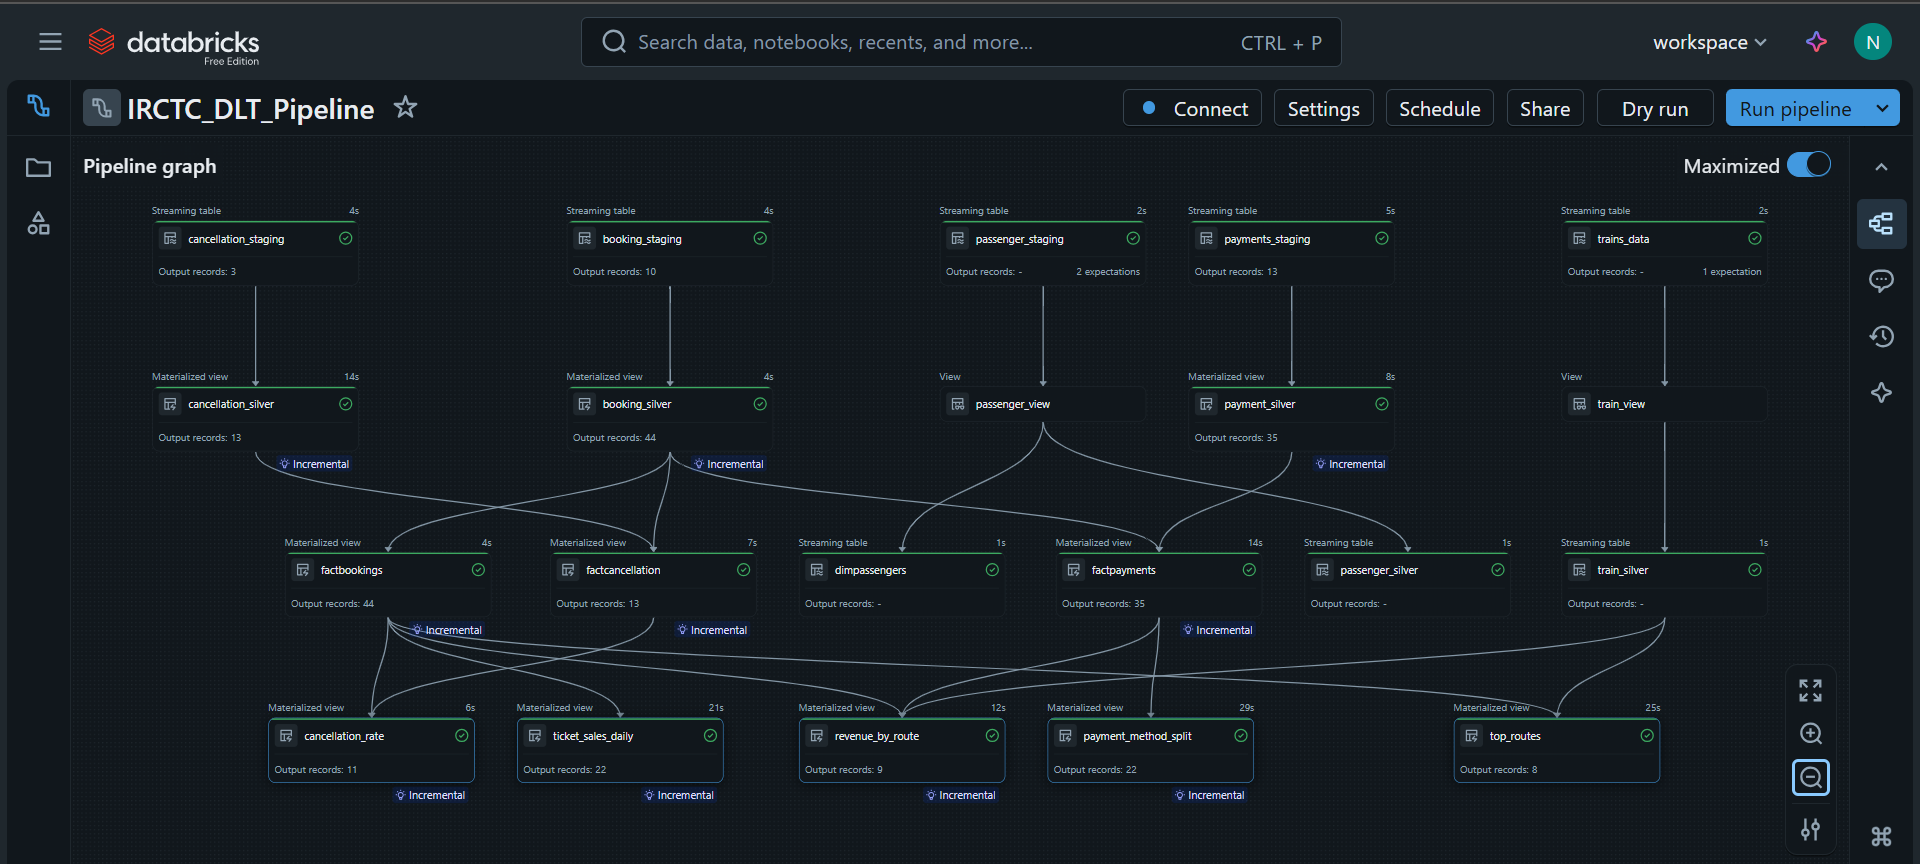 databricks
Free Edition
Search data, notebooks, recents, and more...
CTRL + P
workspace
N
IRCTC_DLT_Pipeline
Connect
Settings
Schedule
Share
Dry run
Run pipeline
Pipeline graph
Maximized
Streaming table 4s
cancellation_staging
Output records: 3
Streaming table 4s
booking_staging
Output records: 10
Streaming table 2s
passenger_staging
Output records: - 2 expectations
Streaming table 5s
payments_staging
Output records: 13
Streaming table 2s
trains_data
Output records: - 1 expectation
Materialized view 14s
cancellation_silver
Output records: 13
Incremental
Materialized view 4s
booking_silver
Output records: 44
Incremental
View
passenger_view
Materialized view 8s
payment_silver
Output records: 35
Incremental
View
train_view
Materialized view 4s
factbookings
Output records: 44
Incremental
Materialized view 7s
factcancellation
Output records: 13
Incremental
Streaming table 1s
dimpassengers
Output records: -
Materialized view 14s
factpayments
Output records: 35
Incremental
Streaming table 1s
passenger_silver
Output records: -
Streaming table 1s
train_silver
Output records: -
Materialized view 6s
cancellation_rate
Output records: 11
Incremental
Materialized view 21s
ticket_sales_daily
Output records: 22
Incremental
Materialized view 12s
revenue_by_route
Output records: 9
Incremental
Materialized view 29s
payment_method_split
Output records: 22
Incremental
Materialized view 25s
top_routes
Output records: 8